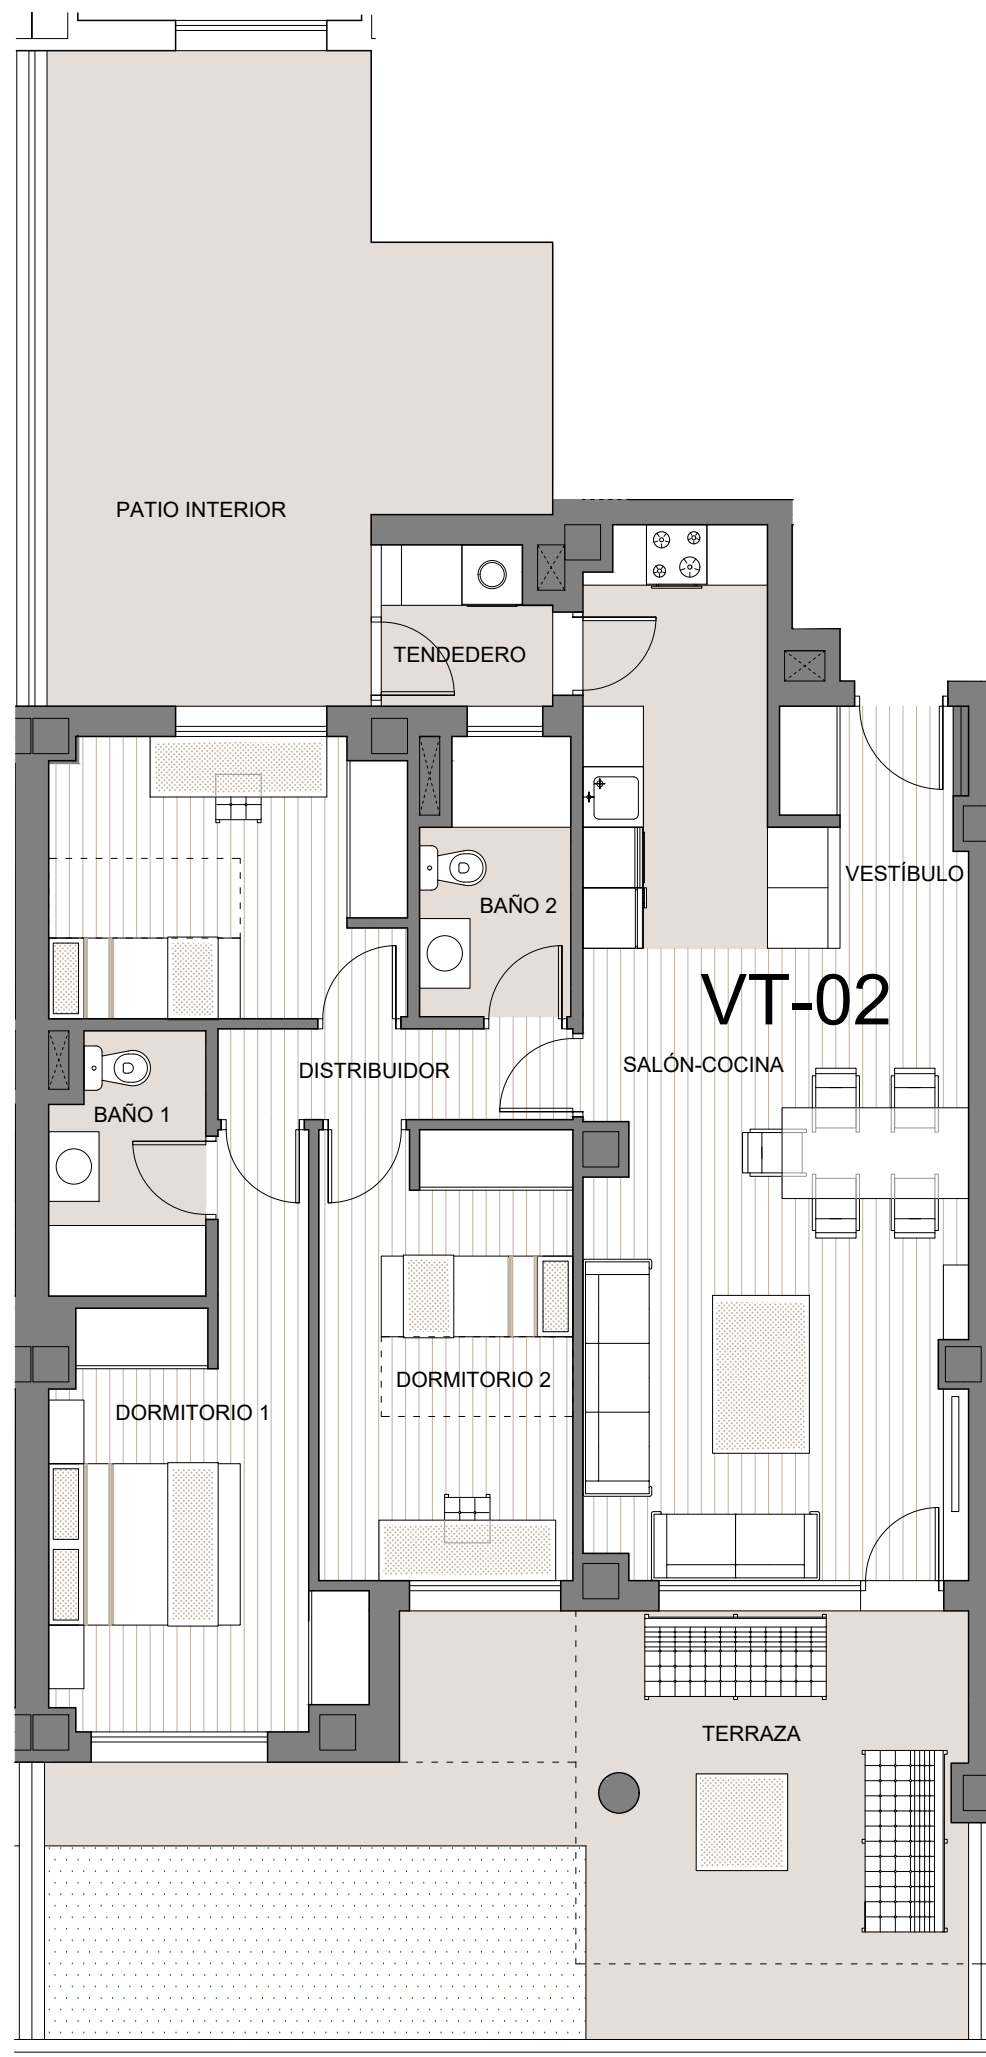 PATIO INTERIOR
TENDEDERO
VESTÍBULO
BAÑO 2
VT-02
SALÓN-COCINA
DISTRIBUIDOR
BAÑO 1
DORMITORIO 2
DORMITORIO 1
TERRAZA